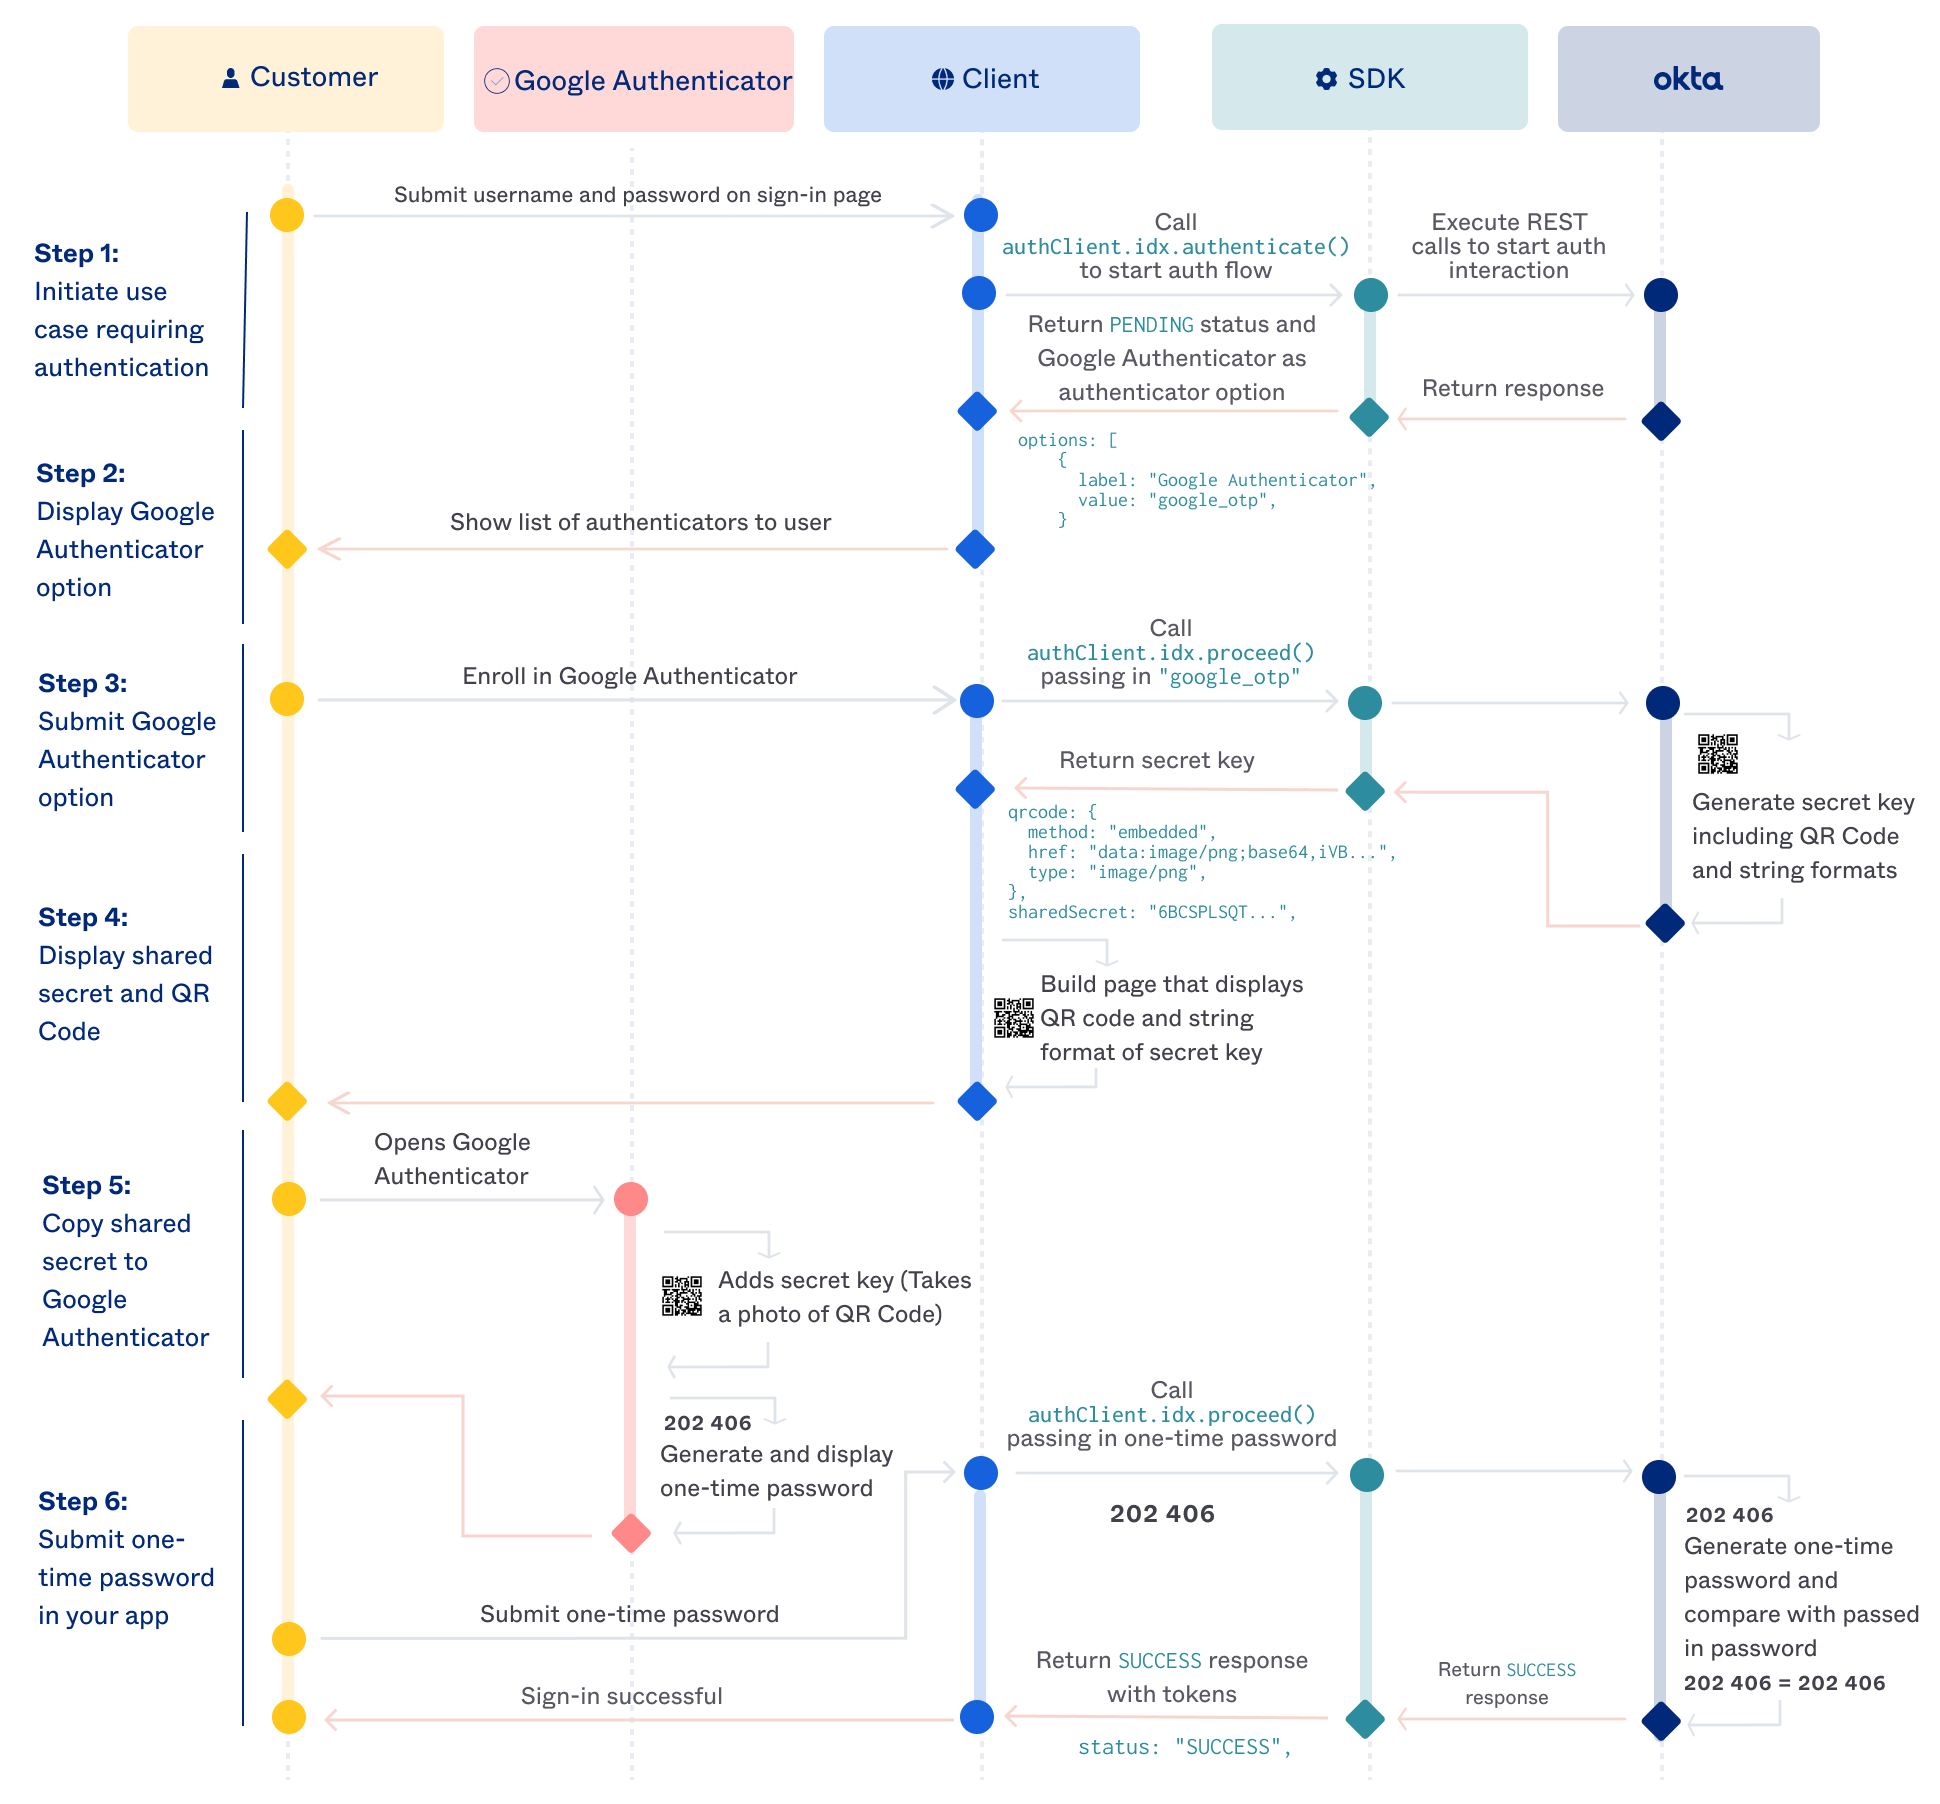 Customer
Google Authenticator
Client
SDK
okta
Step 1:
Initiate use
case requiring
authentication
Submit username and password on sign-in page
Call
authClient.idx.authenticate()
to start auth flow
Execute REST
calls to start auth
interaction
Return PENDING status and
Google Authenticator as
authenticator option
Return response
options: [
{
label: "Google Authenticator",
value: "google_otp",
}
Step 2:
Display Google
Authenticator
option
Show list of authenticators to user
Step 3:
Submit Google
Authenticator
option
Enroll in Google Authenticator
Call
authClient.idx.proceed()
passing in "google_otp"
Return secret key
Generate secret key
including QR Code
and string formats
qrcode: {
method: "embedded",
href: "data:image/png;base64,iVB...",
type: "image/png",
},
sharedSecret: "6BCSPLSQT...",
Step 4:
Display shared
secret and QR
Code
Build page that displays
QR code and string
format of secret key
Step 5:
Copy shared
secret to
Google
Authenticator
Opens Google
Authenticator
Adds secret key (Takes
a photo of QR Code)
202 406
Generate and display
one-time password
Step 6:
Submit one-
time password
in your app
Call
authClient.idx.proceed()
passing in one-time password
202 406
202 406
Generate one-time
password and
compare with passed
in password
202 406 = 202 406
Submit one-time password
Return SUCCESS response
with tokens
Return SUCCESS
response
Sign-in successful
status: "SUCCESS",